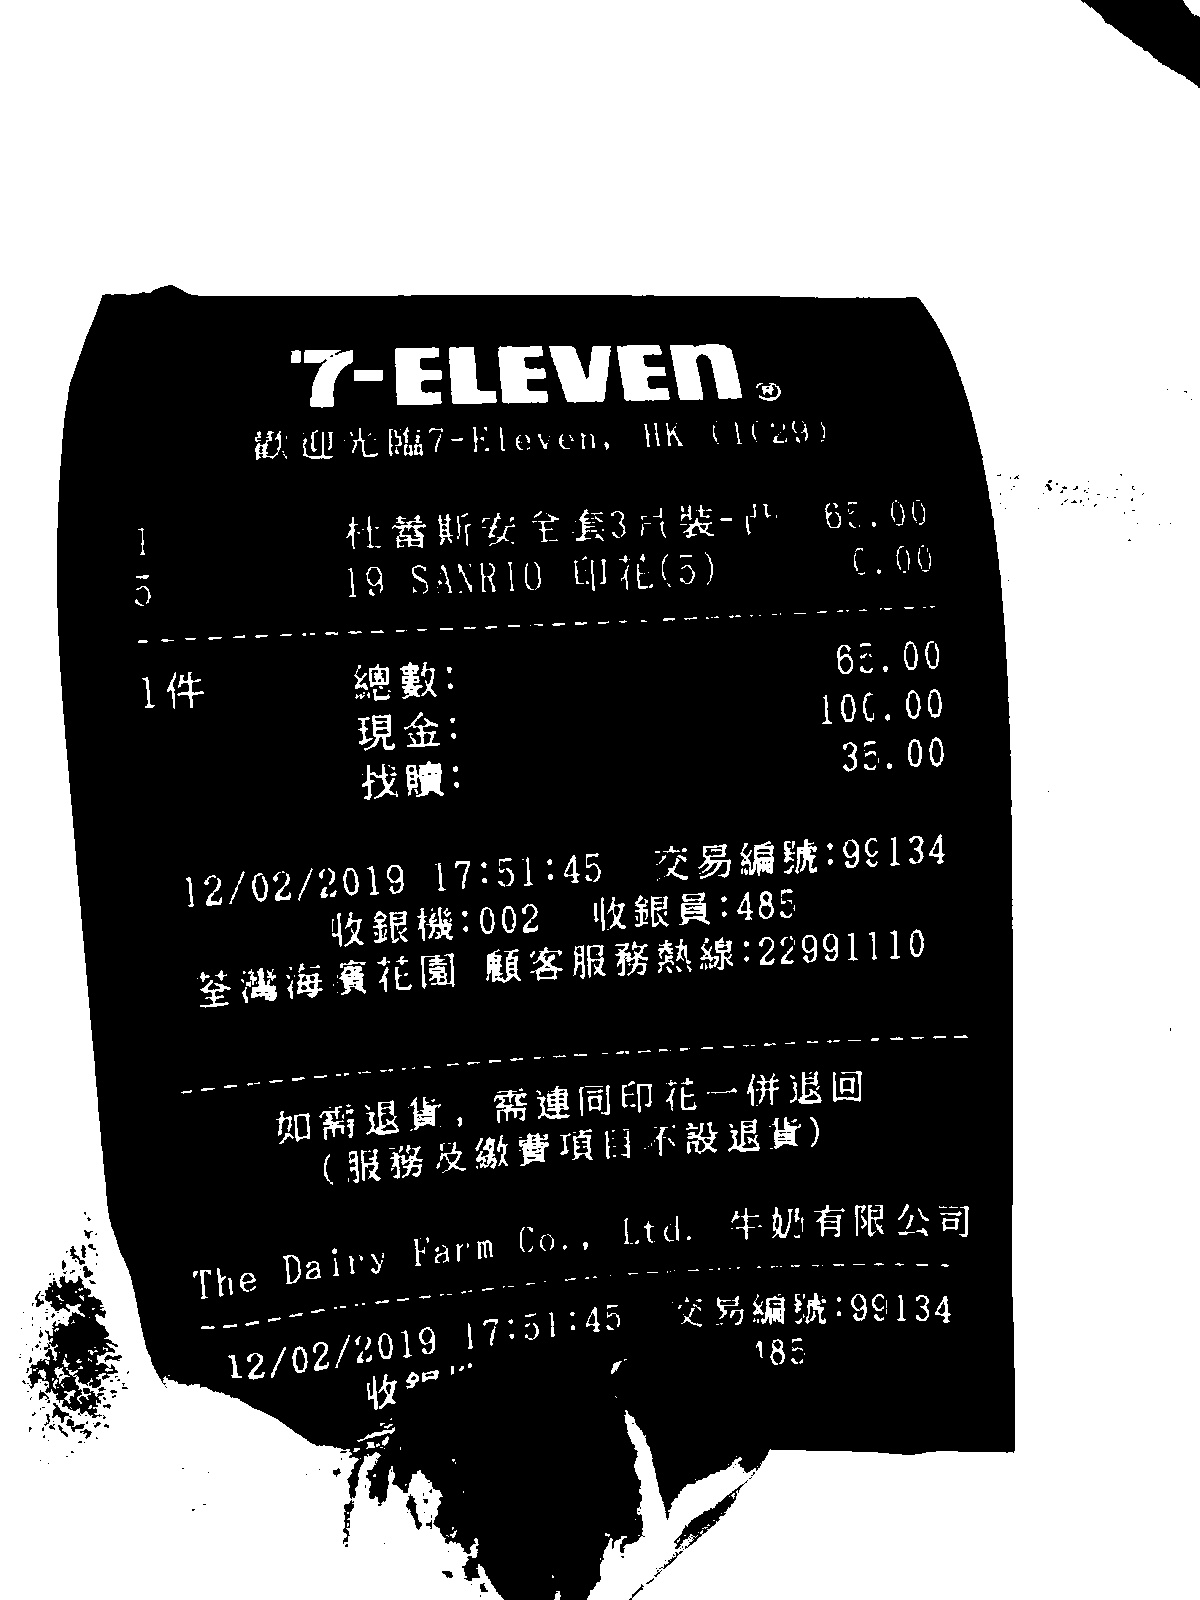 7-ELEVEN®
歡迎光臨7-Eleven, HK (1029)
1 杜蕾斯安全套3片裝-凸 65.00
5 19 SANRIO 印花(5) 0.00
1件 總數: 65.00
現金: 100.00
找贖: 35.00
12/02/2019 17:51:45 交易編號:99134
收銀機:002 收銀員:485
荃灣海賓花園 顧客服務熱線:22991110
如需退貨, 需連同印花一併退回
(服務及繳費項目不設退貨)
The Dairy Farm Co., Ltd. 牛奶有限公司
12/02/2019 17:51:45 交易編號:99134
收銀 485